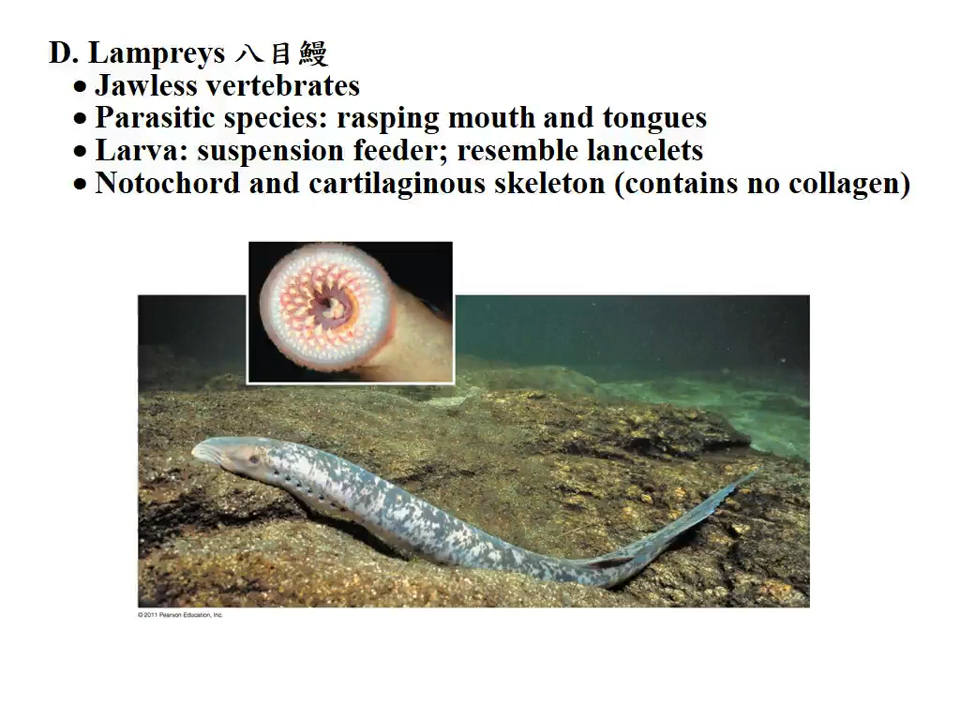 D. Lampreys 八目鰻
• Jawless vertebrates
• Parasitic species: rasping mouth and tongues
• Larva: suspension feeder; resemble lancelets
• Notochord and cartilaginous skeleton (contains no collagen)
© 2011 Pearson Education, Inc.